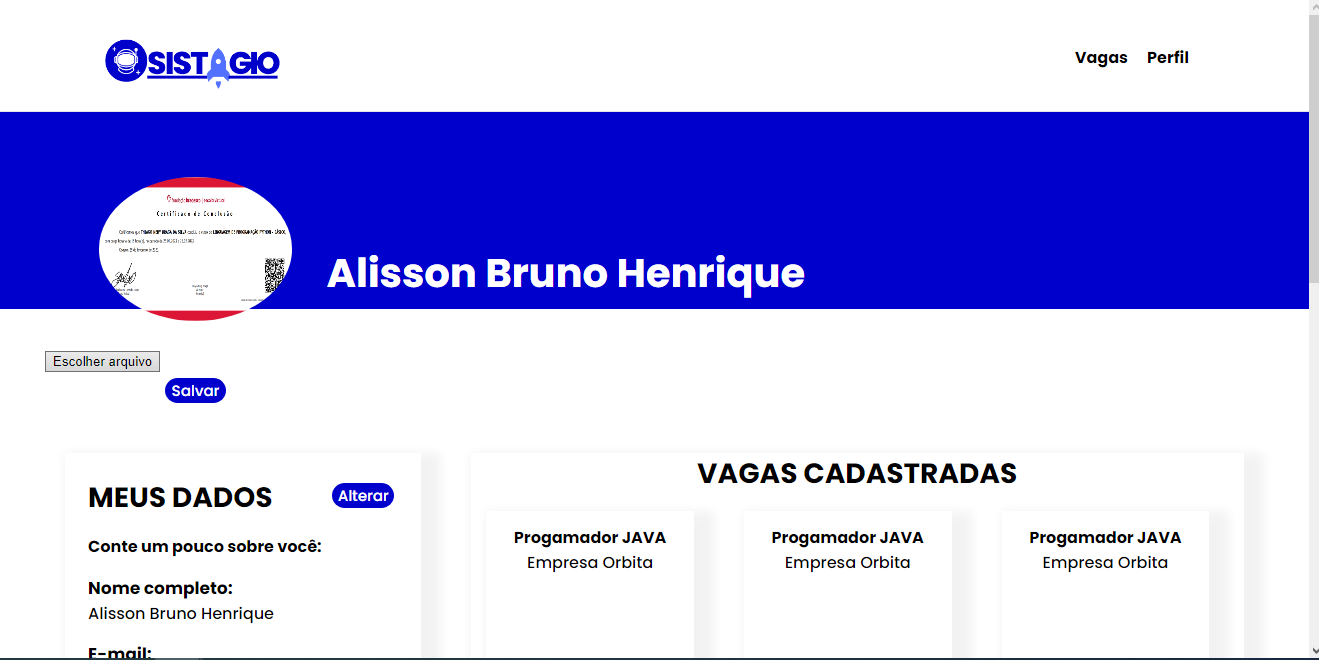 OSISTÁGIO
Vagas Perfil
Certificado de Conclusão
Alisson Bruno Henrique
Escolher arquivo
Salvar
MEUS DADOS
Alterar
Conte um pouco sobre você:
Nome completo:
Alisson Bruno Henrique
E-mail:
VAGAS CADASTRADAS
Progamador JAVA
Empresa Orbita
Progamador JAVA
Empresa Orbita
Progamador JAVA
Empresa Orbita